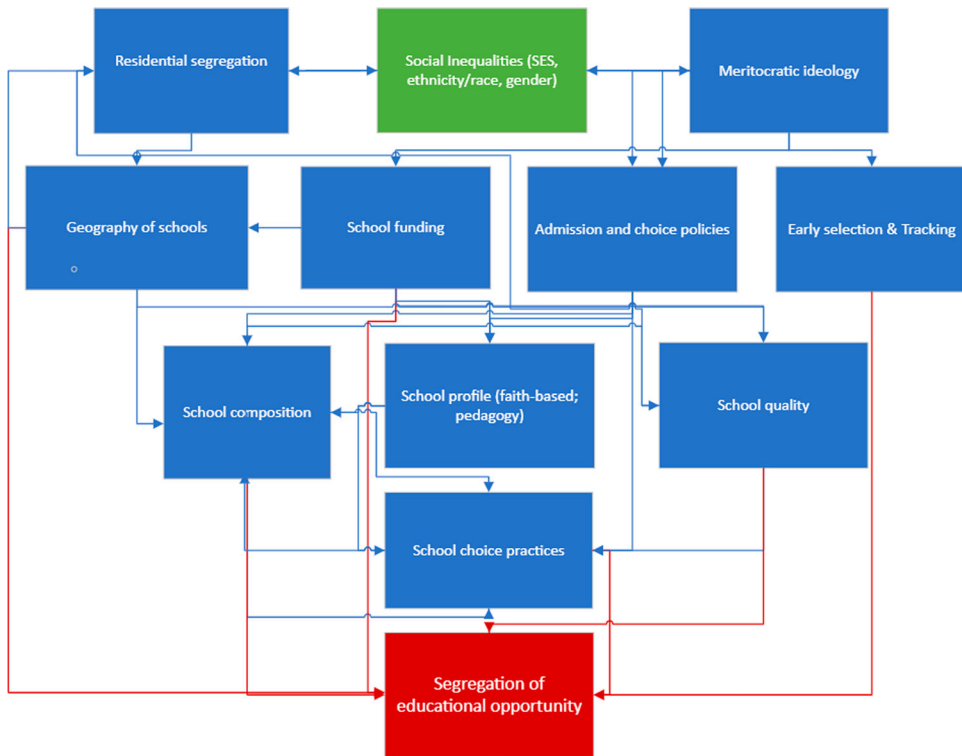 Residential segregation
Social Inequalities (SES,
ethnicity/race, gender)
Meritocratic ideology
Geography of schools
School funding
Admission and choice policies
Early selection & Tracking
School composition
School profile (faith-based;
pedagogy)
School quality
School choice practices
Segregation of
educational opportunity